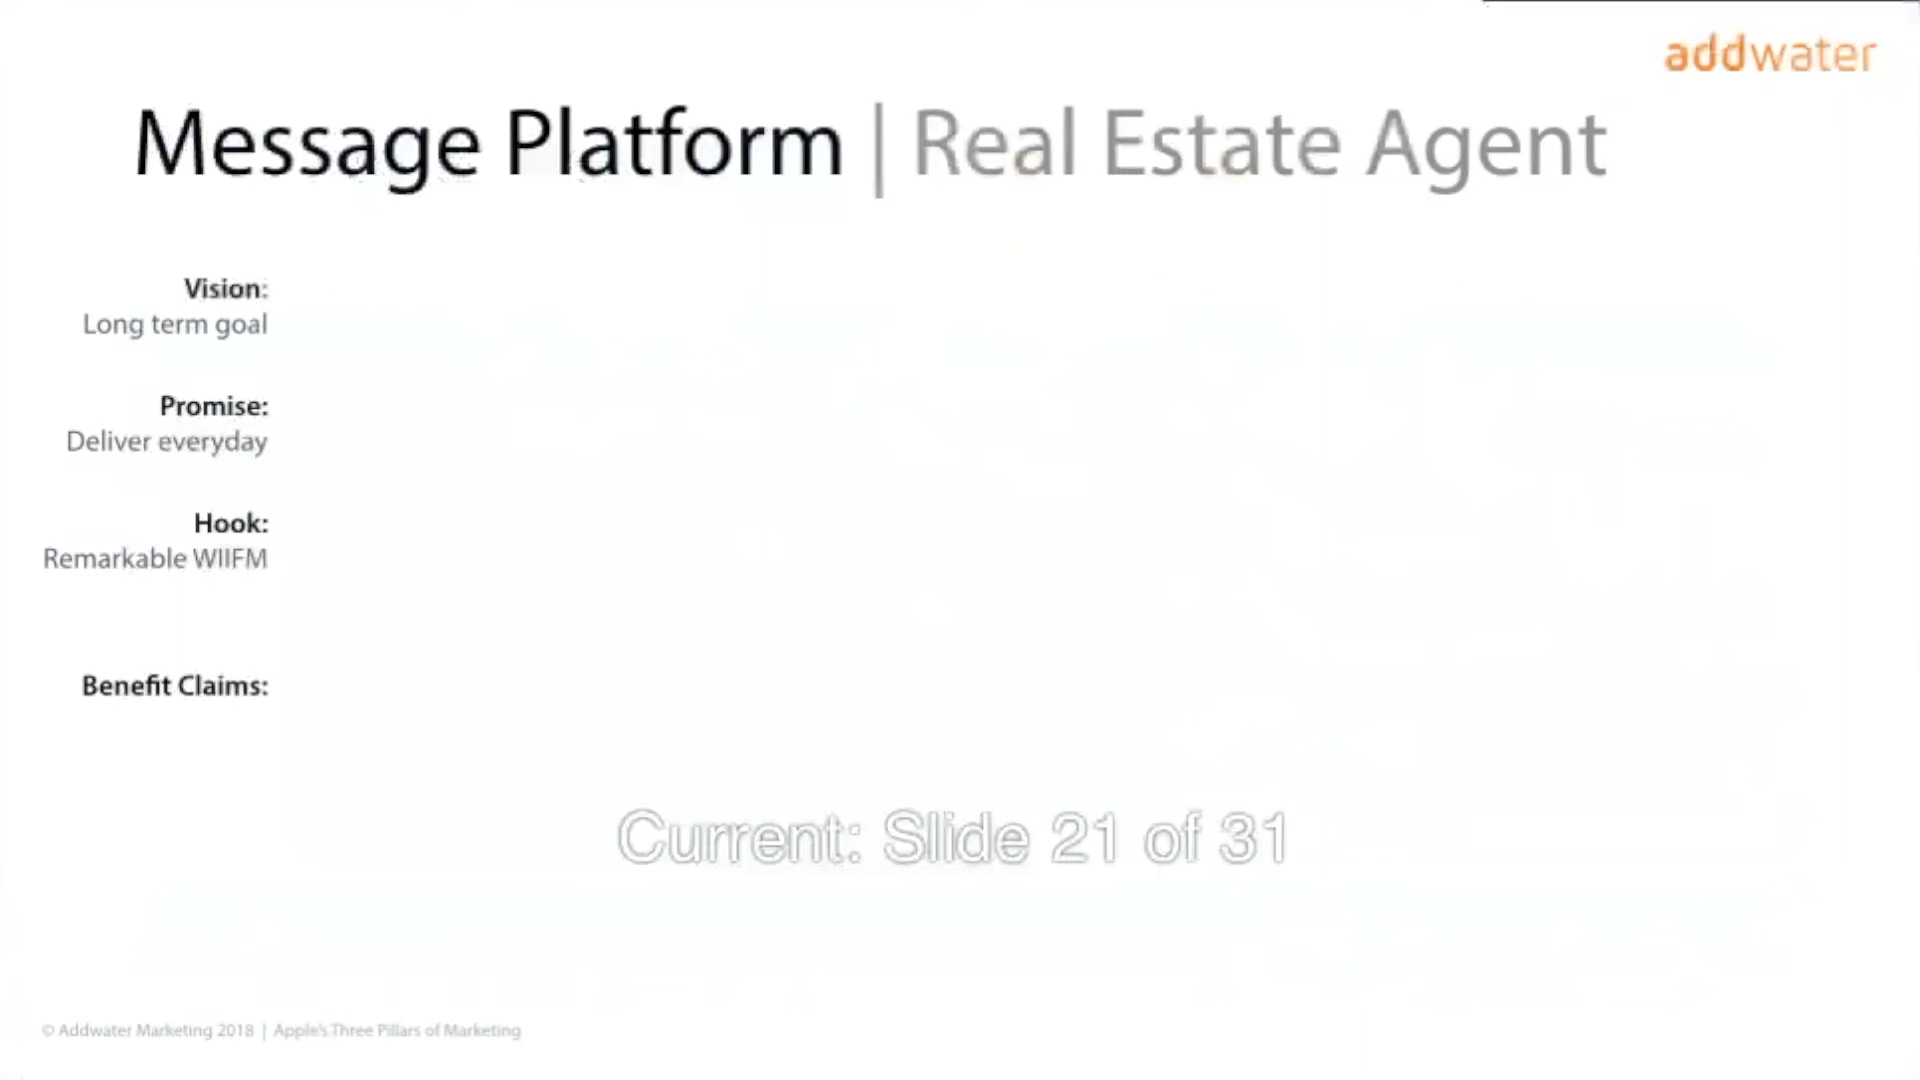 addwater
Message Platform | Real Estate Agent
Vision:
Long term goal
Promise:
Deliver everyday
Hook:
Remarkable WIIFM
Benefit Claims:
Current: Slide 21 of 31
© Addwater Marketing 2018 | Apple's Three Pillars of Marketing